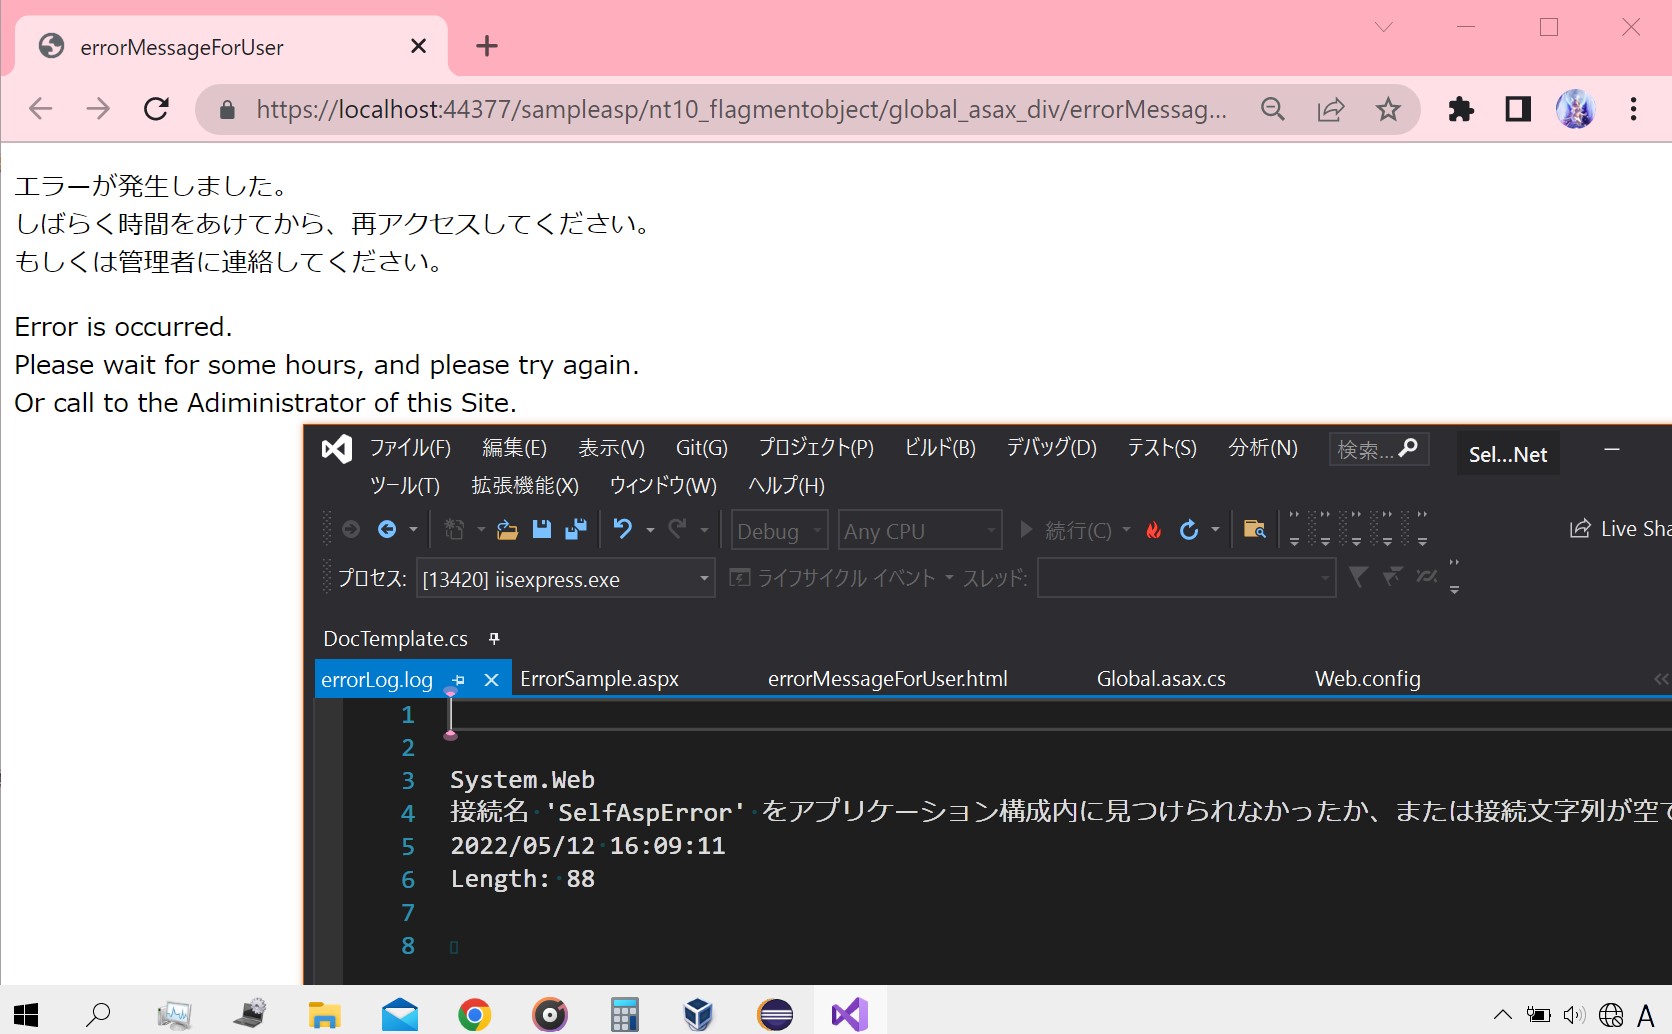 errorMessageForUser
https://localhost:44377/sampleasp/nt10_flagmentobject/global_asax_div/errorMessag...
エラーが発生しました。
しばらく時間をあけてから、再アクセスしてください。
もしくは管理者に連絡してください。
Error is occurred.
Please wait for some hours, and please try again.
Or call to the Adiministrator of this Site.
ファイル(F) 編集(E) 表示(V) Git(G) プロジェクト(P) ビルド(B) デバッグ(D) テスト(S) 分析(N) 検索... Sel...Net
ツール(T) 拡張機能(X) ウィンドウ(W) ヘルプ(H)
Debug Any CPU 続行(C) Live Sha
プロセス: [13420] iisexpress.exe ライフサイクル イベント スレッド:
DocTemplate.cs
errorLog.log ErrorSample.aspx errorMessageForUser.html Global.asax.cs Web.config
1
2
3 System.Web
4 接続名 'SelfAspError' をアプリケーション構成内に見つけられなかったか、または接続文字列が空で
5 2022/05/12 16:09:11
6 Length: 88
7
8
A